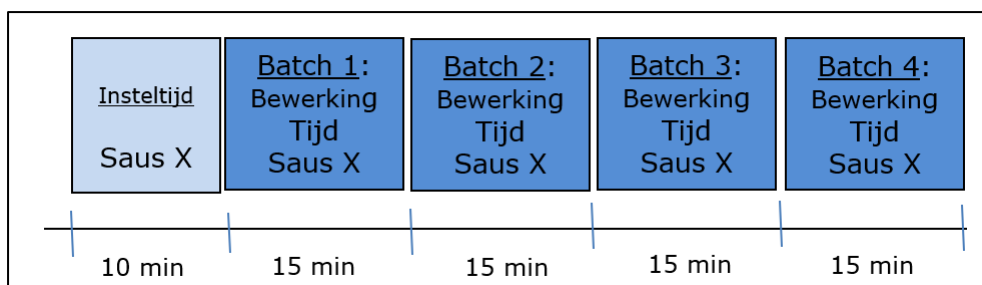 Insteltijd
Saus X
Batch 1:
Bewerking
Tijd
Saus X
Batch 2:
Bewerking
Tijd
Saus X
Batch 3:
Bewerking
Tijd
Saus X
Batch 4:
Bewerking
Tijd
Saus X
10 min
15 min
15 min
15 min
15 min